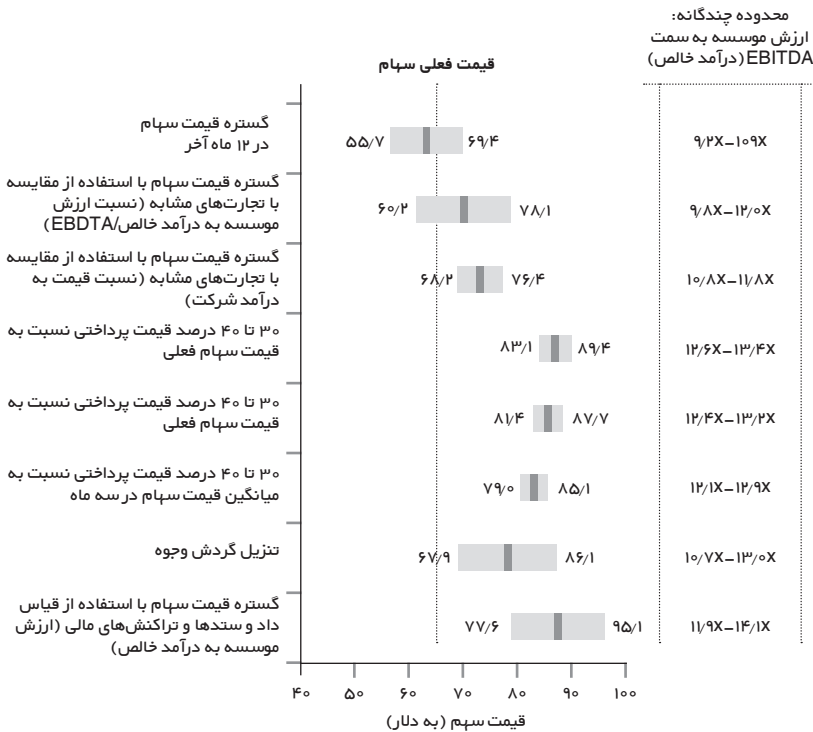 محدوده چندگانه:
ارزش موسسه به سمت
EBITDA(درآمد خالص)
قیمت فعلی سهام
گستره قیمت سهام
در ۱۲ ماه آخر
۵۵/۷
۶۹/۴
۹/۲X–۱۰۹X
گستره قیمت سهام با استفاده از مقایسه
با تجارت‌های مشابه (نسبت ارزش
موسسه به درآمد خالص/EBDTA)
۶۰/۲
۷۸/۱
۹/۸X–۱۲/۰X
گستره قیمت سهام با استفاده از مقایسه
با تجارت‌های مشابه (نسبت قیمت به
درآمد شرکت)
۶۸/۲
۷۶/۴
۱۰/۸X–۱۱/۸X
۳۰ تا ۴۰ درصد قیمت پرداختی نسبت به
قیمت سهام فعلی
۸۳/۱
۸۹/۴
۱۲/۶X–۱۳/۴X
۳۰ تا ۴۰ درصد قیمت پرداختی نسبت به
قیمت سهام فعلی
۸۱/۴
۸۷/۷
۱۲/۴X–۱۳/۲X
۳۰ تا ۴۰ درصد قیمت پرداختی نسبت به
میانگین قیمت سهام در سه ماه
۷۹/۰
۸۵/۱
۱۲/۱X–۱۲/۹X
تنزیل گردش وجوه
۶۷/۹
۸۶/۱
۱۰/۷X–۱۳/۰X
گستره قیمت سهام با استفاده از قیاس
داد و ستدها و تراکنش‌های مالی (ارزش
موسسه به درآمد خالص)
۷۷/۶
۹۵/۱
۱۱/۹X–۱۴/۱X
۴۰ ۵۰ ۶۰ ۷۰ ۸۰ ۹۰ ۱۰۰
قیمت سهم (به دلار)